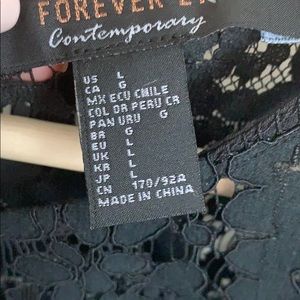 FOREVER 21
Contemporary
US L
CA G
MX ECU CHILE
COL DR PERU CR
PAN URU G
BR G
EU L
UK L
KR L
JP L
CN 170/92A
MADE IN CHINA